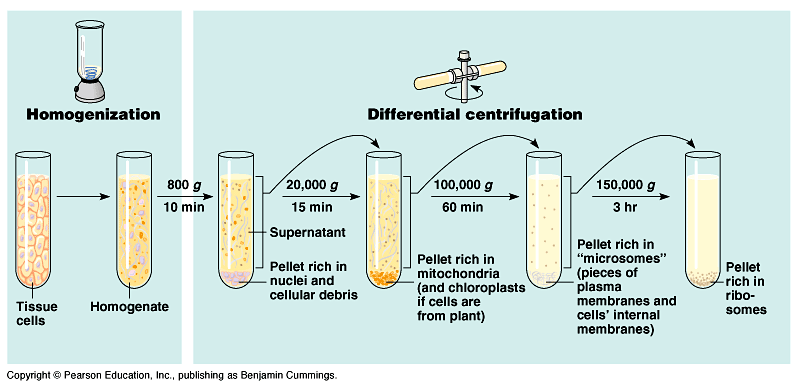 Homogenization
Differential centrifugation
800 g
10 min
20,000 g
15 min
100,000 g
60 min
150,000 g
3 hr
Tissue
cells
Homogenate
Supernatant
Pellet rich in
nuclei and
cellular debris
Pellet rich in
mitochondria
(and chloroplasts
if cells are
from plant)
Pellet rich in
“microsomes”
(pieces of
plasma
membranes and
cells’ internal
membranes)
Pellet
rich in
ribo-
somes
Copyright © Pearson Education, Inc., publishing as Benjamin Cummings.